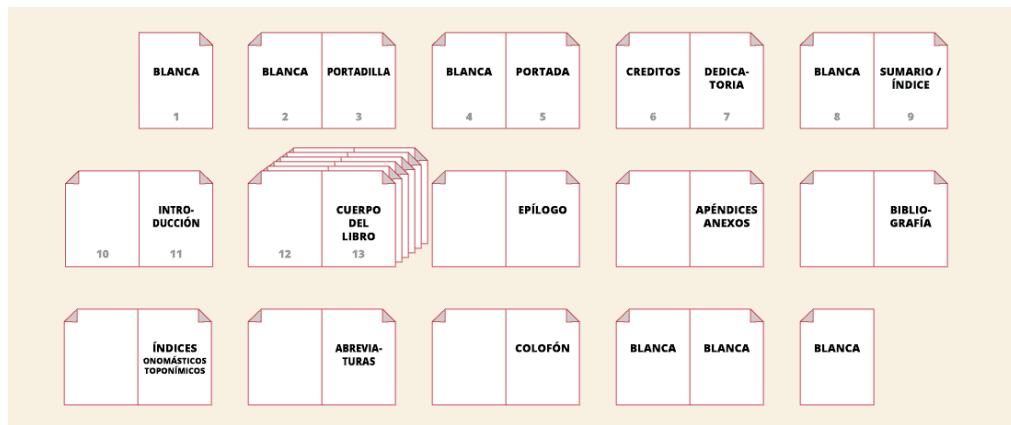 BLANCA
1
BLANCA
2
PORTADILLA
3
BLANCA
4
PORTADA
5
CREDITOS
6
DEDICA-
TORIA
7
BLANCA
8
SUMARIO /
ÍNDICE
9
10
INTRO-
DUCCIÓN
11
12
CUERPO
DEL
LIBRO
13
EPÍLOGO
APÉNDICES
ANEXOS
BIBLIO-
GRAFÍA
ÍNDICES
ONOMÁSTICOS
TOPONÍMICOS
ABREVIA-
TURAS
COLOFÓN
BLANCA
BLANCA
BLANCA